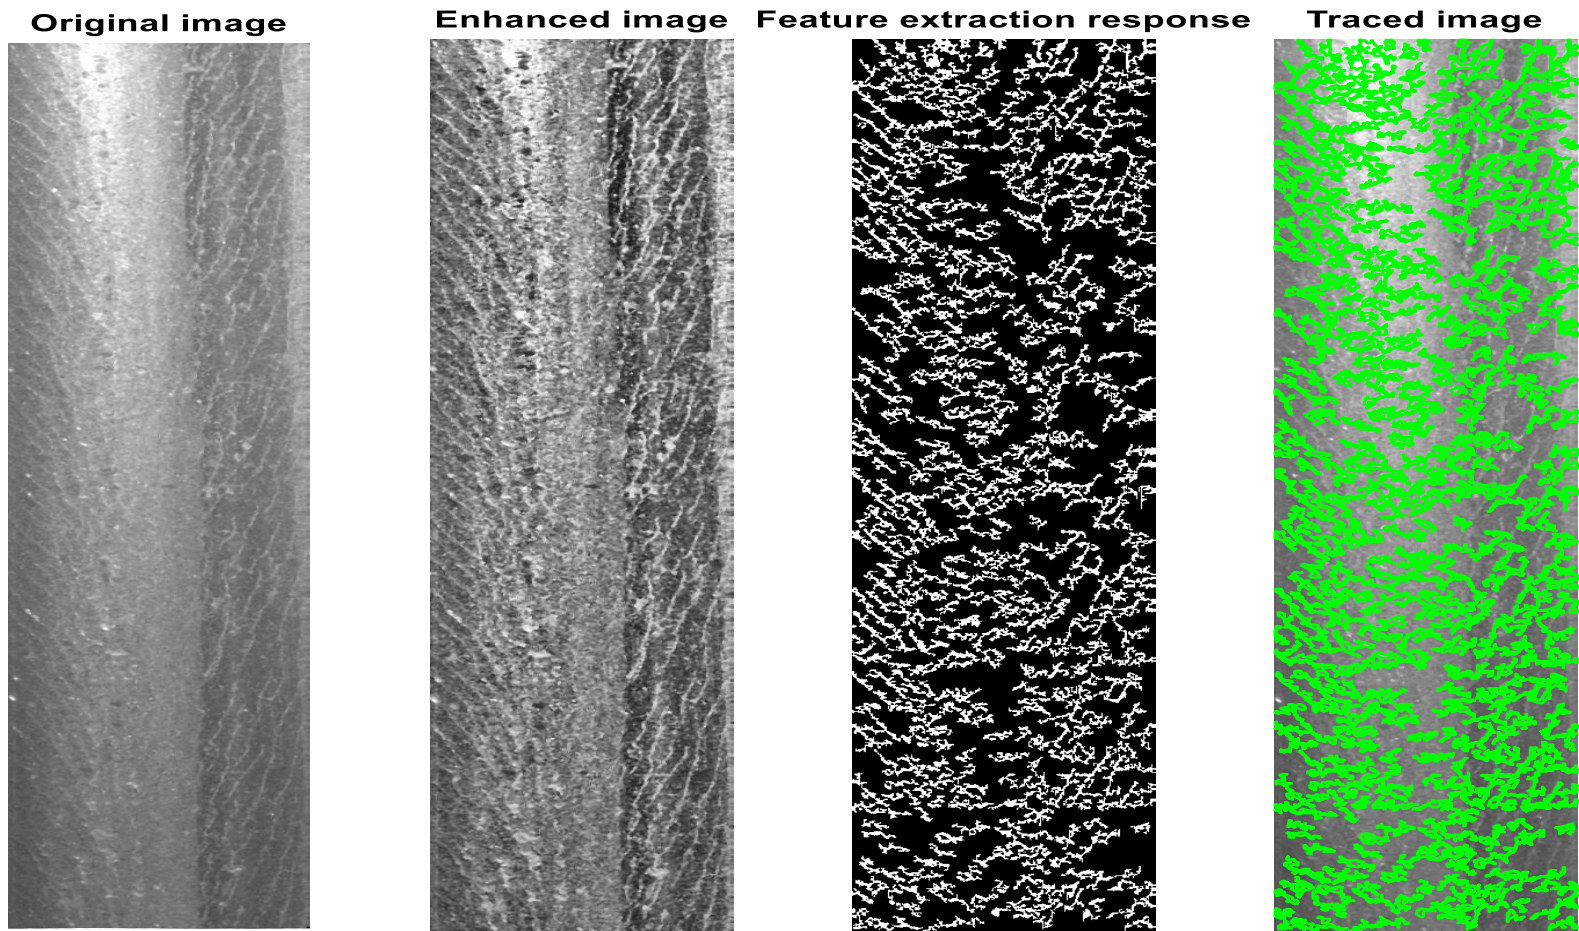 Original image
Enhanced image
Feature extraction response
Traced image